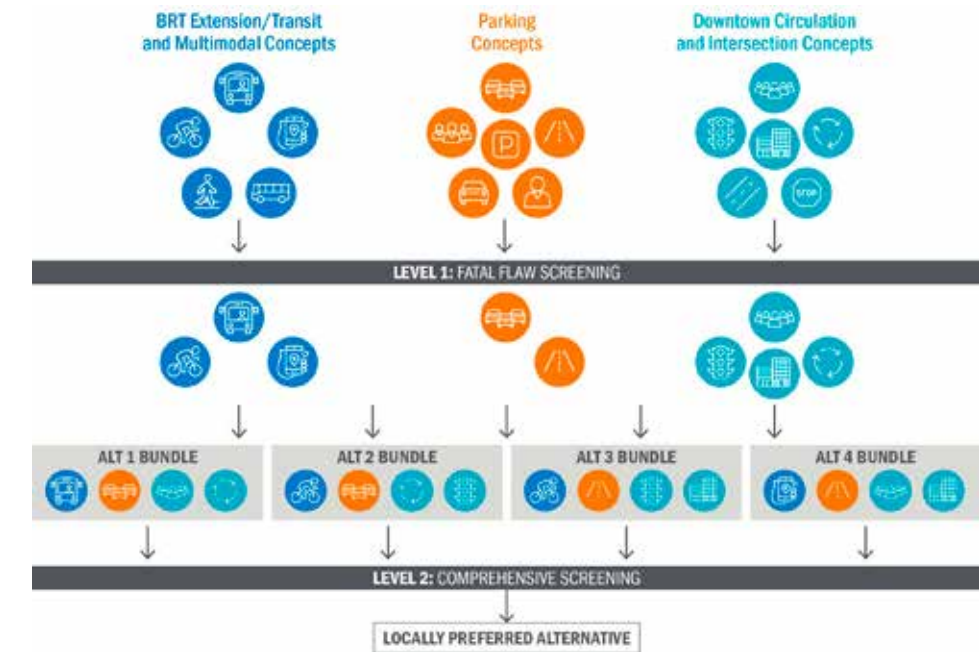 BRT Extension/Transit
and Multimodal Concepts
Parking
Concepts
Downtown Circulation
and Intersection Concepts
P
STOP
LEVEL 1: FATAL FLAW SCREENING
ALT 1 BUNDLE
ALT 2 BUNDLE
ALT 3 BUNDLE
ALT 4 BUNDLE
LEVEL 2: COMPREHENSIVE SCREENING
LOCALLY PREFERRED ALTERNATIVE